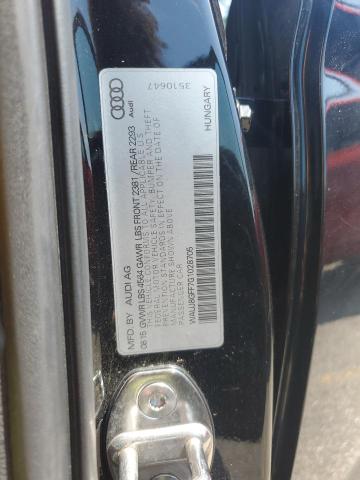 MFD BY AUDI AG
08 15 GVWR LBS 4564 GAWR LBS FRONT 2381 /REAR 2293
THIS VEHICLE CONFORMS TO ALL APPLICABLE U.S.
FEDERAL MOTOR VEHICLE SAFETY, BUMPER AND THEFT
PREVENTION STANDARDS IN EFFECT ON THE
DATE OF MANUFACTURE SHOWN ABOVE
PASSENGER CAR
WAUJ8GFF7G1028705
Audi
HUNGARY
3510647